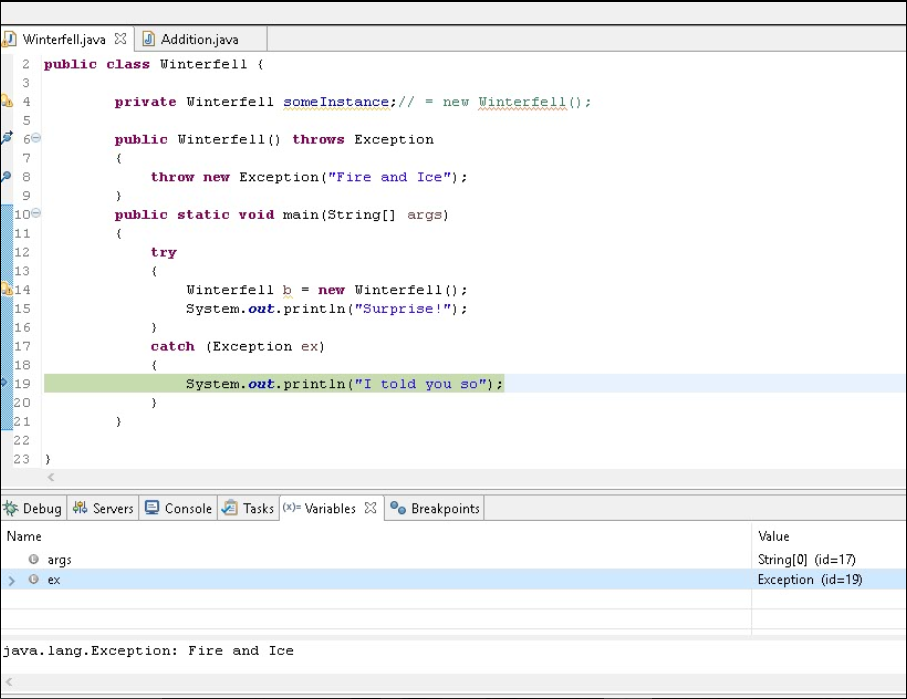 Winterfell.java Addition.java
2 public class Winterfell {
3
4 private Winterfell someInstance;// = new Winterfell();
5
6 public Winterfell() throws Exception
7 {
8 throw new Exception("Fire and Ice");
9 }
10 public static void main(String[] args)
11 {
12 try
13 {
14 Winterfell b = new Winterfell();
15 System.out.println("Surprise!");
16 }
17 catch (Exception ex)
18 {
19 System.out.println("I told you so");
20 }
21 }
22
23 }
Debug Servers Console Tasks (x)= Variables Breakpoints
Name Value
args String[0] (id=17)
ex Exception (id=19)
java.lang.Exception: Fire and Ice